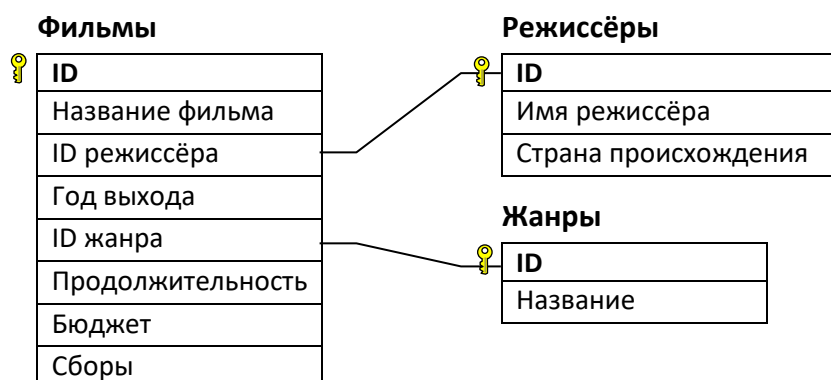 Фильмы
ID
Название фильма
ID режиссёра
Год выхода
ID жанра
Продолжительность
Бюджет
Сборы
Режиссёры
ID
Имя режиссёра
Страна происхождения
Жанры
ID
Название